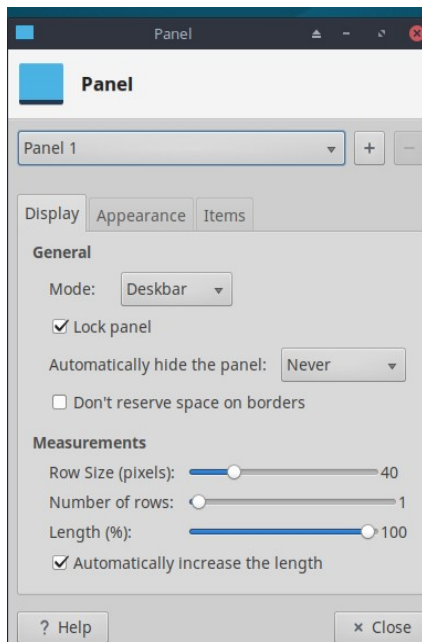 Panel
Panel
Panel 1
+ −
Display Appearance Items
General
Mode: Deskbar
Lock panel
Automatically hide the panel: Never
Don't reserve space on borders
Measurements
Row Size (pixels): 40
Number of rows: 1
Length (%): 100
Automatically increase the length
? Help × Close